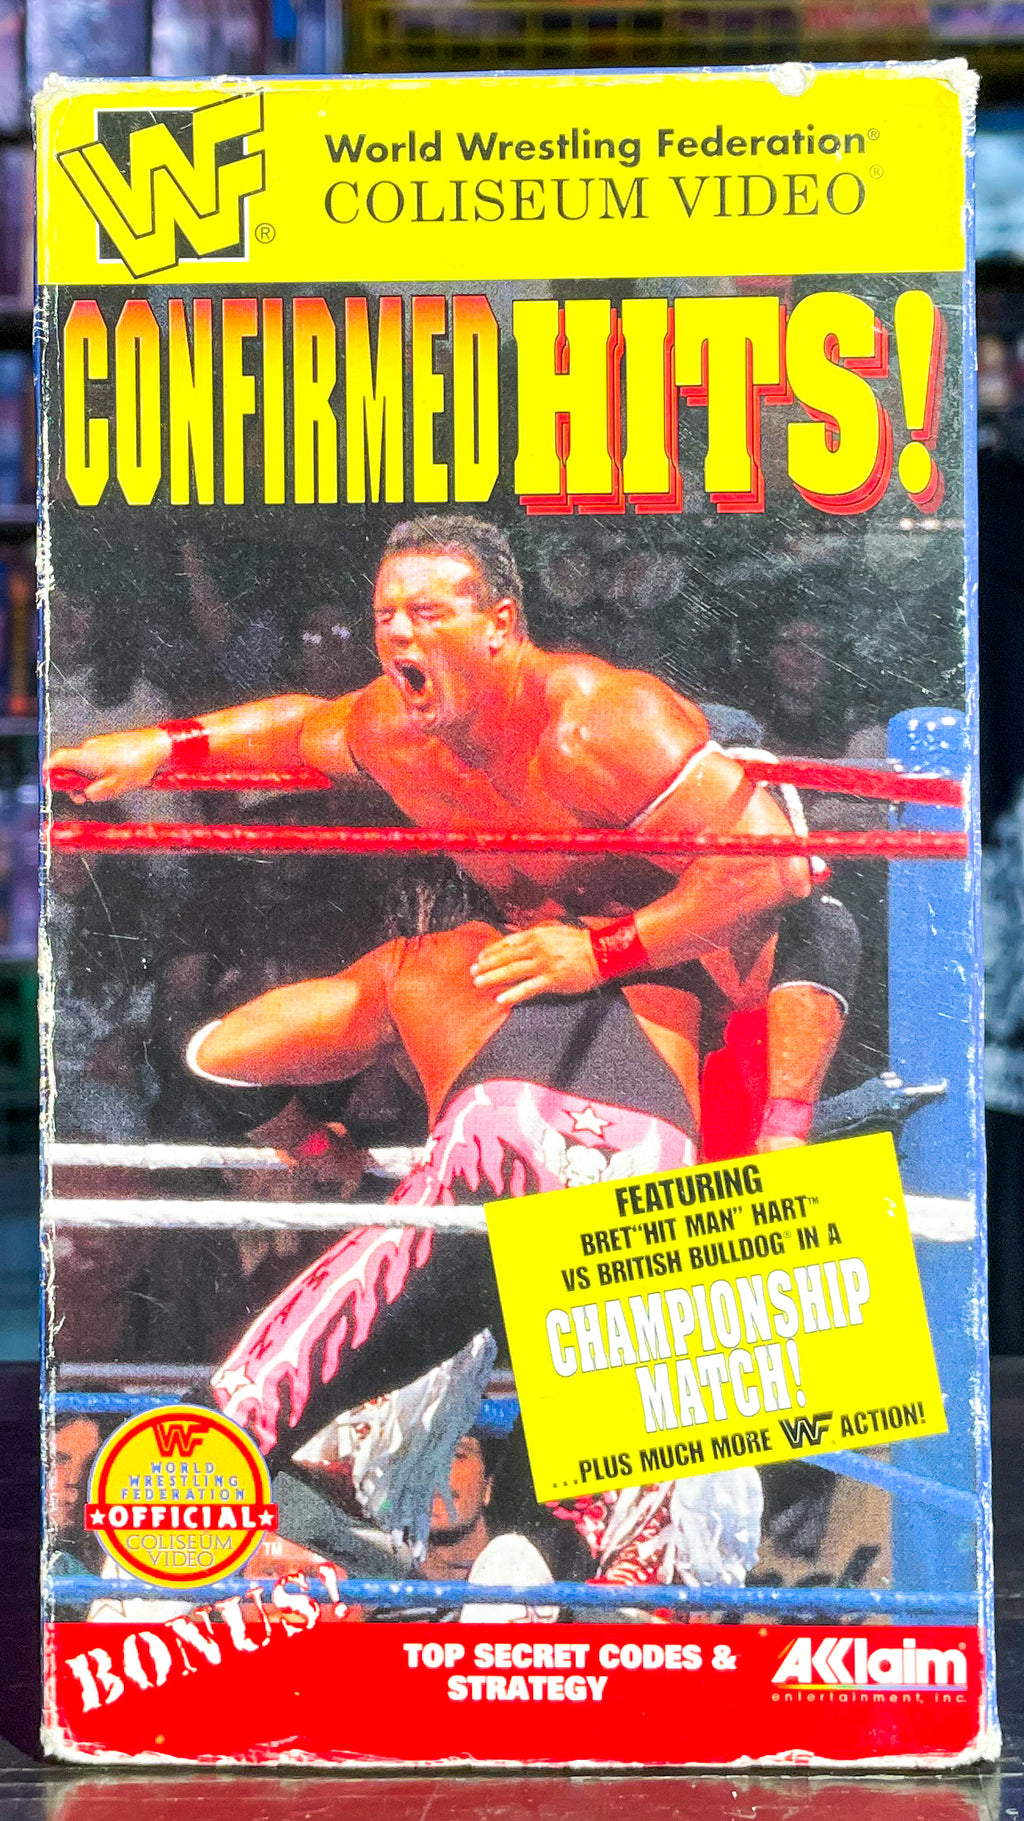 WF®
World Wrestling Federation®
COLISEUM VIDEO®
CONFIRMED HITS!
FEATURING
BRET "HIT MAN" HART™
VS BRITISH BULLDOG® IN A
CHAMPIONSHIP
MATCH!
...PLUS MUCH MORE WF ACTION!
WF
WORLD
WRESTLING
FEDERATION
★OFFICIAL★
COLISEUM
VIDEO
TM
BONUS!
TOP SECRET CODES &
STRATEGY
AKKlaim®
entertainment, inc.